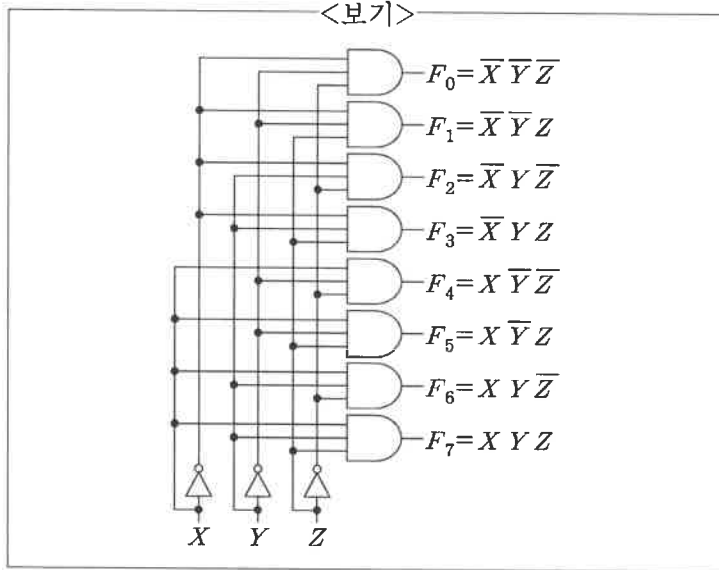 <보기>
F₀ = X̅ Y̅ Z̅
F₁ = X̅ Y̅ Z
F₂ = X̅ Y Z̅
F₃ = X̅ Y Z
F₄ = X Y̅ Z̅
F₅ = X Y̅ Z
F₆ = X Y Z̅
F₇ = X Y Z
X Y Z